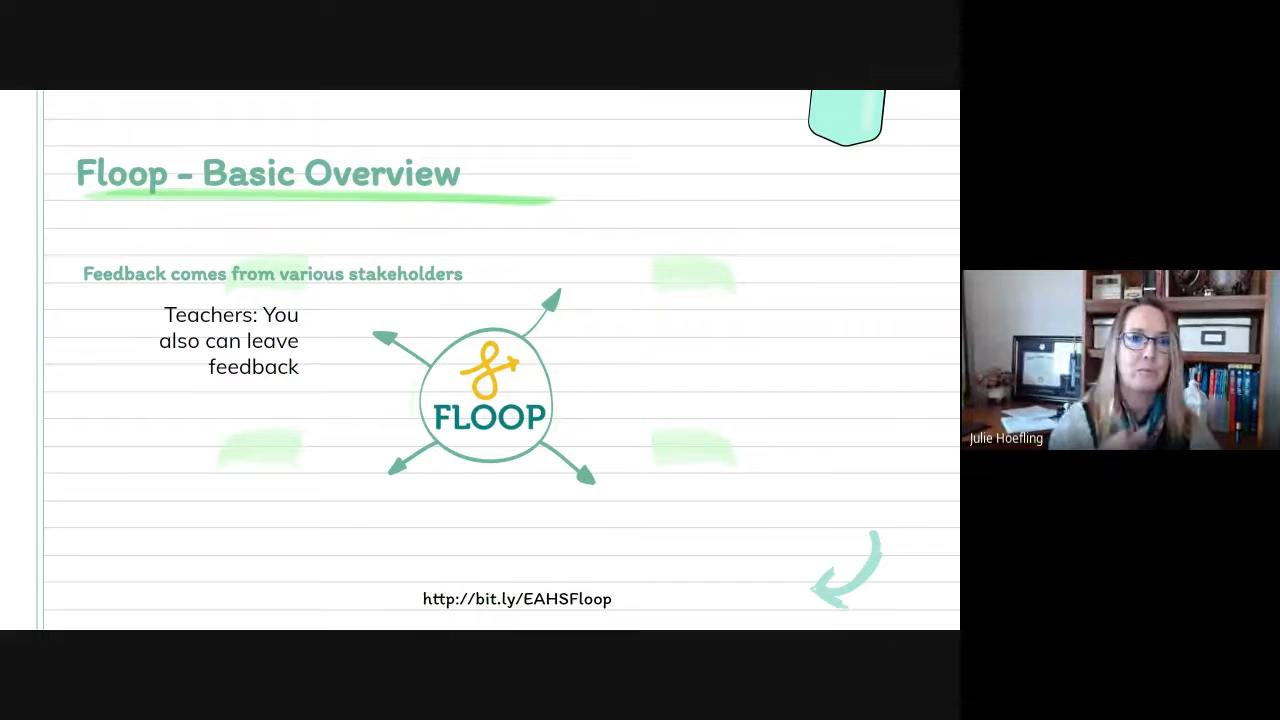 Floop - Basic Overview
Feedback comes from various stakeholders
Teachers: You
also can leave
feedback
FLOOP
http://bit.ly/EAHSFloop
Julie Hoefling